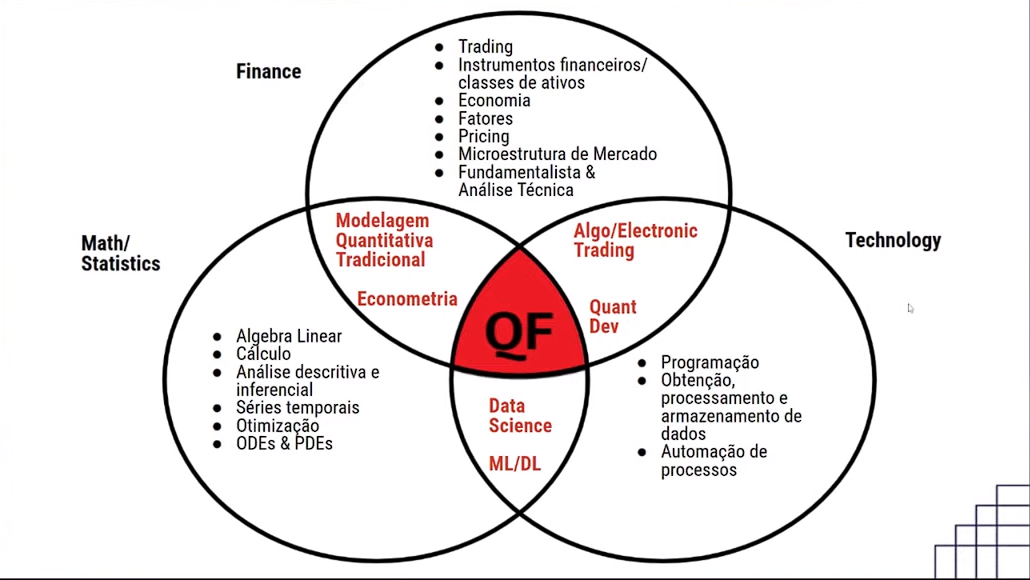 Finance
● Trading
● Instrumentos financeiros/
classes de ativos
● Economia
● Fatores
● Pricing
● Microestrutura de Mercado
● Fundamentalista &
Análise Técnica
Math/
Statistics
Modelagem
Quantitativa
Tradicional
Econometria
Algo/Electronic
Trading
Quant
Dev
Technology
QF
● Algebra Linear
● Cálculo
● Análise descritiva e
inferencial
● Séries temporais
● Otimização
● ODEs & PDEs
Data
Science
ML/DL
● Programação
● Obtenção,
processamento e
armazenamento de
dados
● Automação de
processos